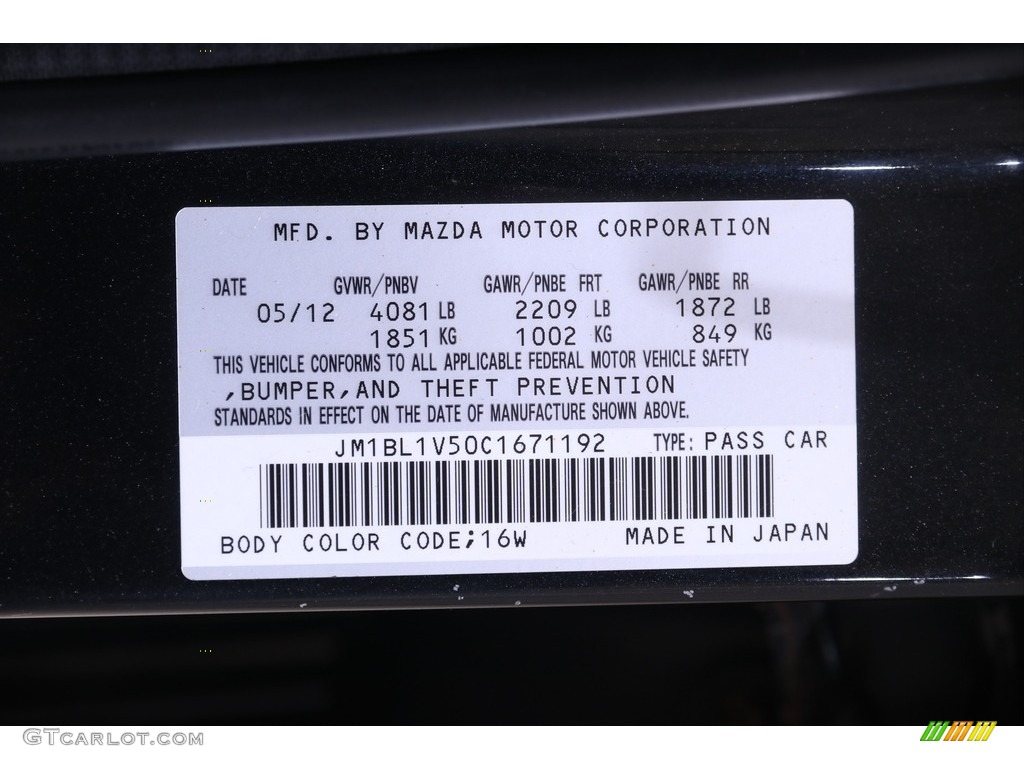 MFD. BY MAZDA MOTOR CORPORATION
DATE GVWR/PNBV GAWR/PNBE FRT GAWR/PNBE RR
05/12 4081 LB 2209 LB 1872 LB
1851 KG 1002 KG 849 KG
THIS VEHICLE CONFORMS TO ALL APPLICABLE FEDERAL MOTOR VEHICLE SAFETY
,BUMPER,AND THEFT PREVENTION
STANDARDS IN EFFECT ON THE DATE OF MANUFACTURE SHOWN ABOVE.
JM1BL1V50C1671192 TYPE: PASS CAR
BODY COLOR CODE;16W MADE IN JAPAN
GTCarlot.com